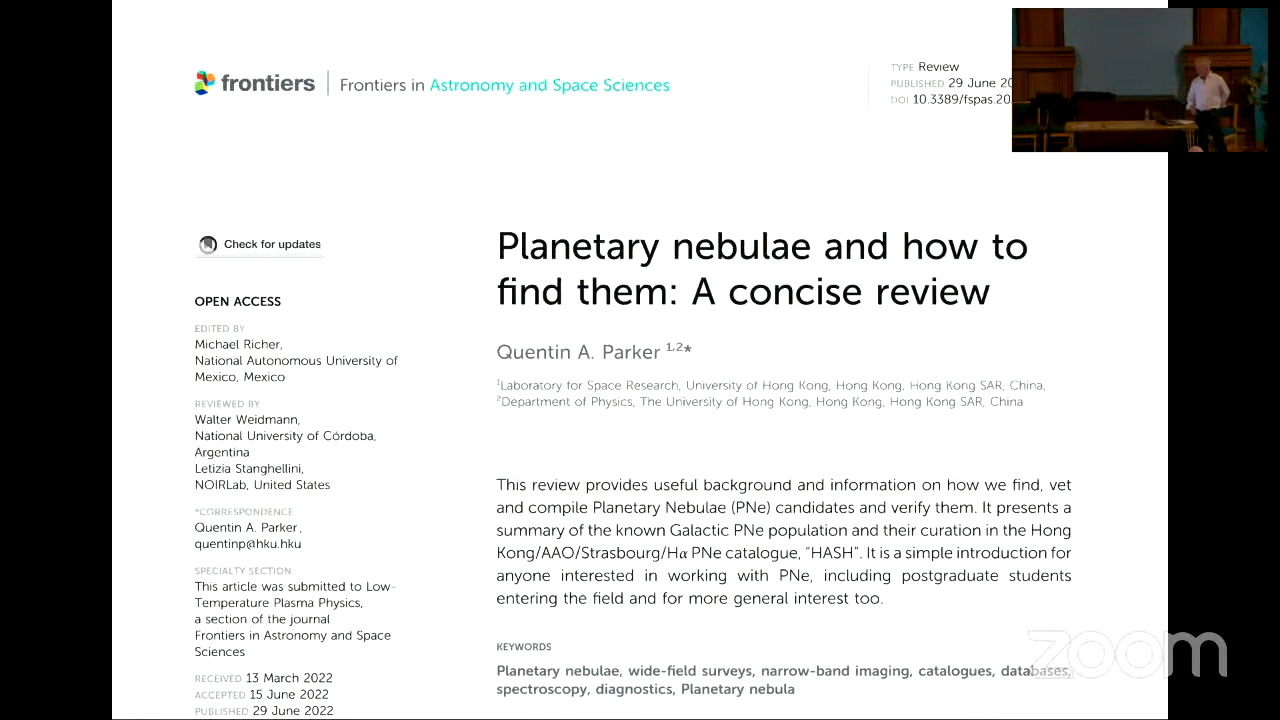 frontiers
Frontiers in Astronomy and Space Sciences
TYPE Review
PUBLISHED 29 June
DOI
Check for updates
OPEN ACCESS
EDITED BY
Michael Richer,
National Autonomous University of
Mexico, Mexico
REVIEWED BY
Walter Weidmann,
National University of Córdoba,
Argentina
Letizia Stanghellini,
NOIRLab, United States
*CORRESPONDENCE
Quentin A. Parker,
quentinp@hku.hku
SPECIALTY SECTION
This article was submitted to Low-
Temperature Plasma Physics,
a section of the journal
Frontiers in Astronomy and Space
Sciences
RECEIVED 13 March 2022
ACCEPTED 15 June 2022
PUBLISHED 29 June 2022
Planetary nebulae and how to
find them: A concise review
Quentin A. Parker 1,2*
1Laboratory for Space Research, University of Hong Kong, Hong Kong, Hong Kong SAR, China,
2Department of Physics, The University of Hong Kong, Hong Kong, Hong Kong SAR, China
This review provides useful background and information on how we find, vet
and compile Planetary Nebulae (PNe) candidates and verify them. It presents a
summary of the known Galactic PNe population and their curation in the Hong
Kong/AAO/Strasbourg/Hα PNe catalogue, "HASH". It is a simple introduction for
anyone interested in working with PNe, including postgraduate students
entering the field and for more general interest too.
KEYWORDS
Planetary nebulae, wide-field surveys, narrow-band imaging, catalogues, databases,
spectroscopy, diagnostics, Planetary nebula
zoom